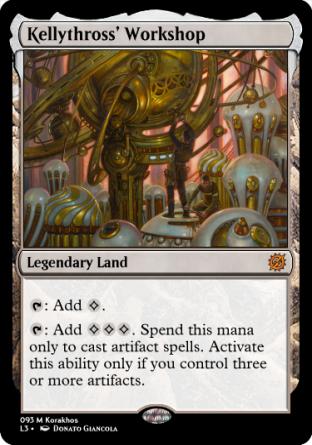 Kellythross' Workshop
Legendary Land
: Add .
: Add . Spend this mana
only to cast artifact spells. Activate
this ability only if you control three
or more artifacts.
093 M Korakhos
L3 • Donato Giancola